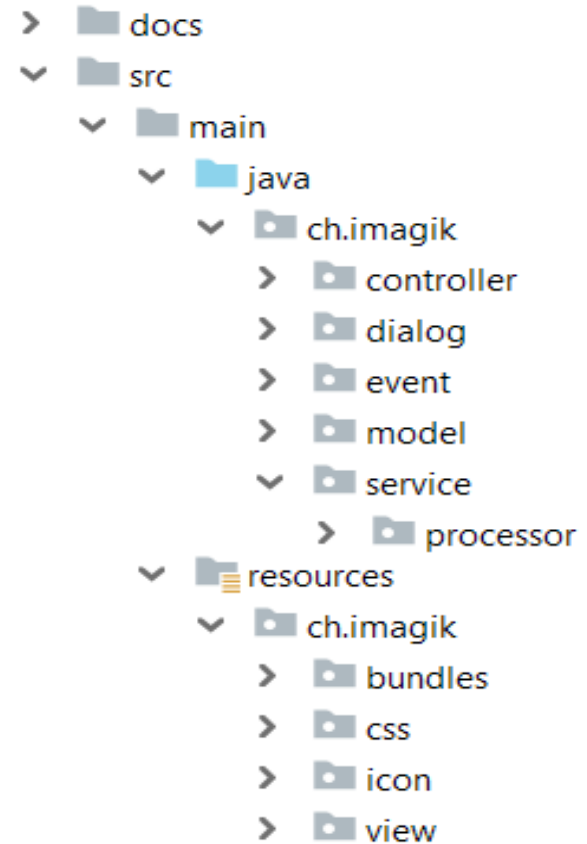 docs
src
main
java
ch.imagik
controller
dialog
event
model
service
processor
resources
ch.imagik
bundles
css
icon
view